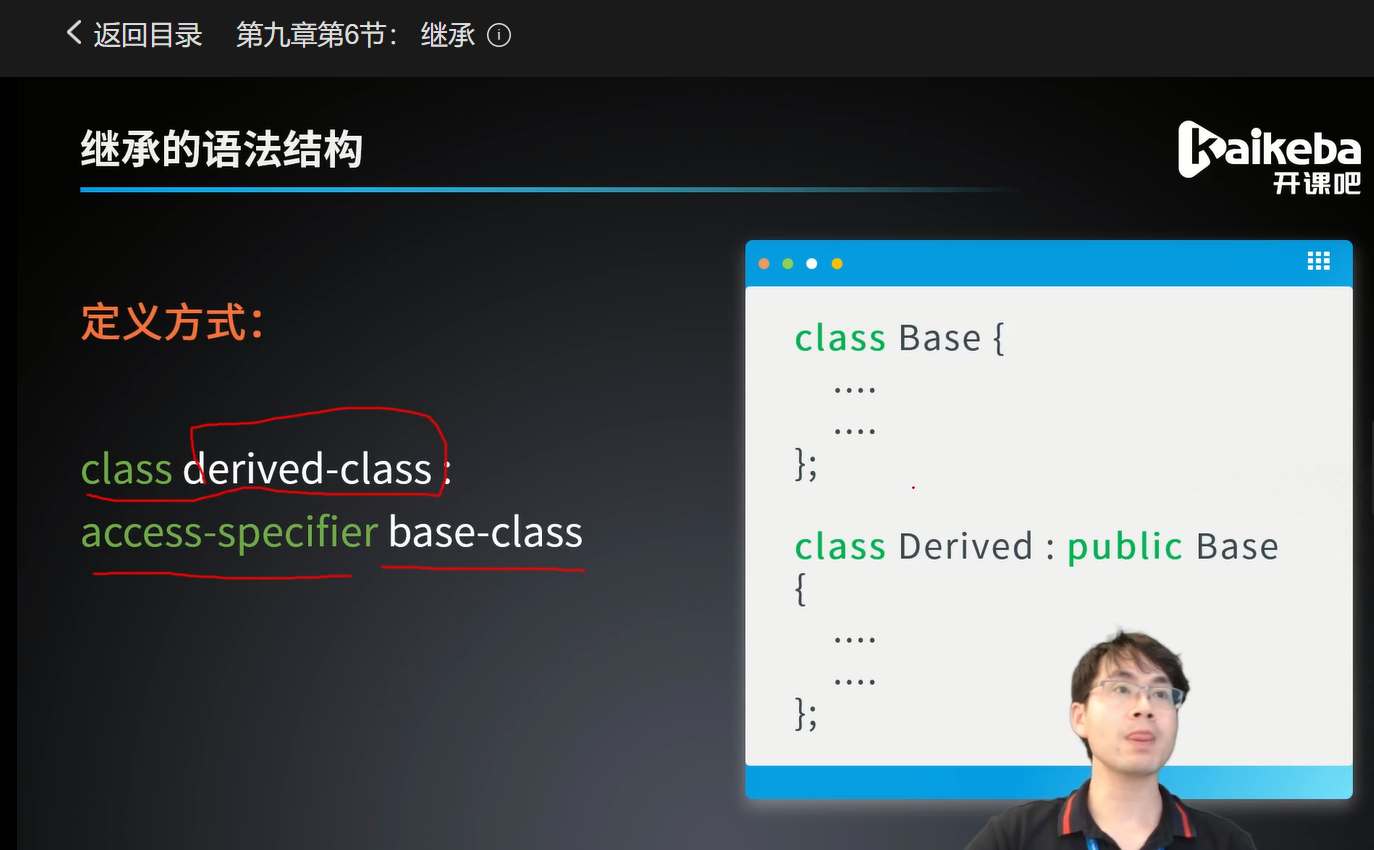 返回目录 第九章第6节： 继承
继承的语法结构
Kaikeba
开课吧
定义方式：
class derived-class :
access-specifier base-class
class Base {
....
....
};
class Derived : public Base
{
....
....
};